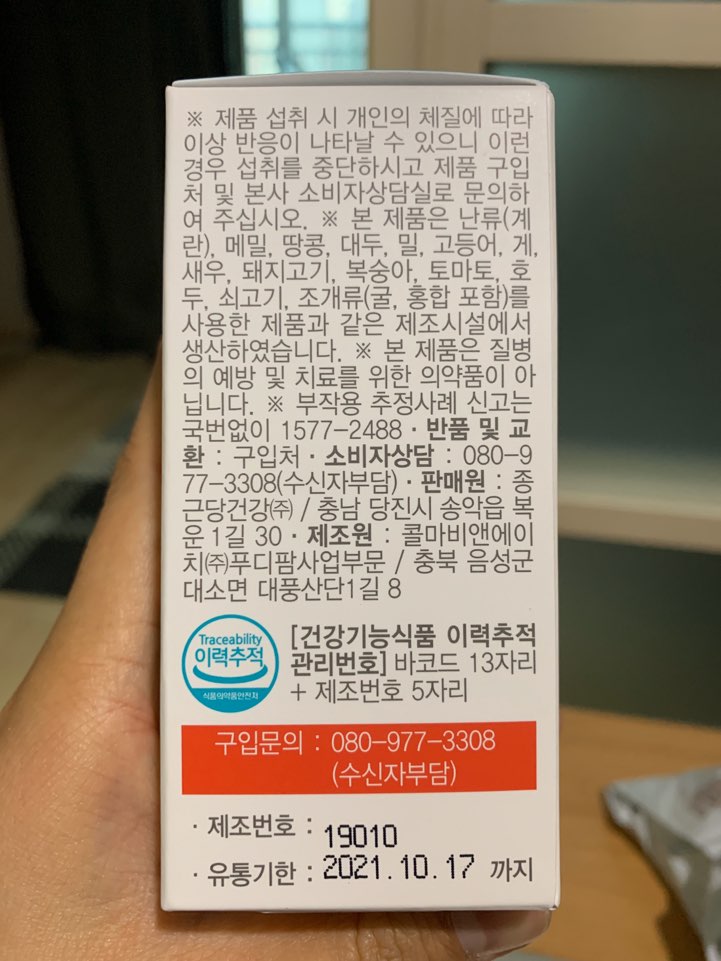 ※ 제품 섭취 시 개인의 체질에 따라
이상 반응이 나타날 수 있으니 이런
경우 섭취를 중단하시고 제품 구입
처 및 본사 소비자상담실로 문의하
여 주십시오. ※ 본 제품은 난류(계
란), 메밀, 땅콩, 대두, 밀, 고등어, 게,
새우, 돼지고기, 복숭아, 토마토, 호
두, 쇠고기, 조개류(굴, 홍합 포함)를
사용한 제품과 같은 제조시설에서
생산하였습니다. ※ 본 제품은 질병
의 예방 및 치료를 위한 의약품이 아
닙니다. ※ 부작용 추정사례 신고는
국번없이 1577-2488 · 반품 및 교
환 : 구입처 · 소비자상담 : 080-9
77-3308(수신자부담) · 판매원 : 종
근당건강㈜ / 충남 당진시 송악읍 복
운1길 30 · 제조원 : 콜마비앤에이
치㈜푸디팜사업부문 / 충북 음성군
대소면 대풍산단1길 8
Traceability
이력추적
식품의약품안전처
[건강기능식품 이력추적
관리번호] 바코드 13자리
+ 제조번호 5자리
구입문의 : 080-977-3308
(수신자부담)
· 제조번호 : 19010
· 유통기한 : 2021.10.17 까지